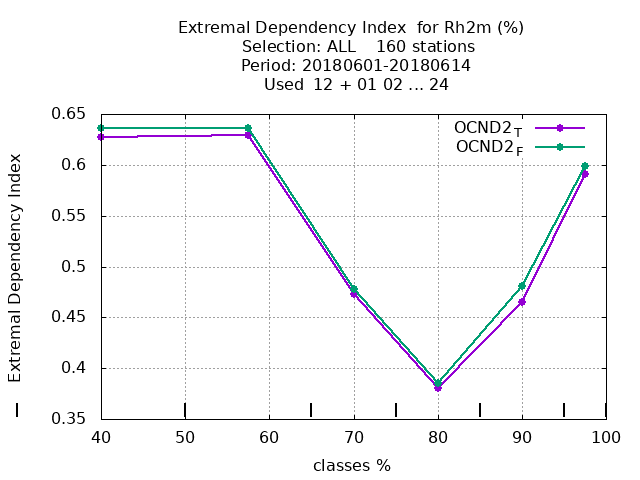 Extremal Dependency Index  for Rh2m (%)
Selection: ALL    160 stations
Period: 20180601-20180614
Used  12 + 01 02 ... 24
OCND2T
OCND2F
Extremal Dependency Index
0.65
0.6
0.55
0.5
0.45
0.4
0.35
40 50 60 70 80 90 100
classes %